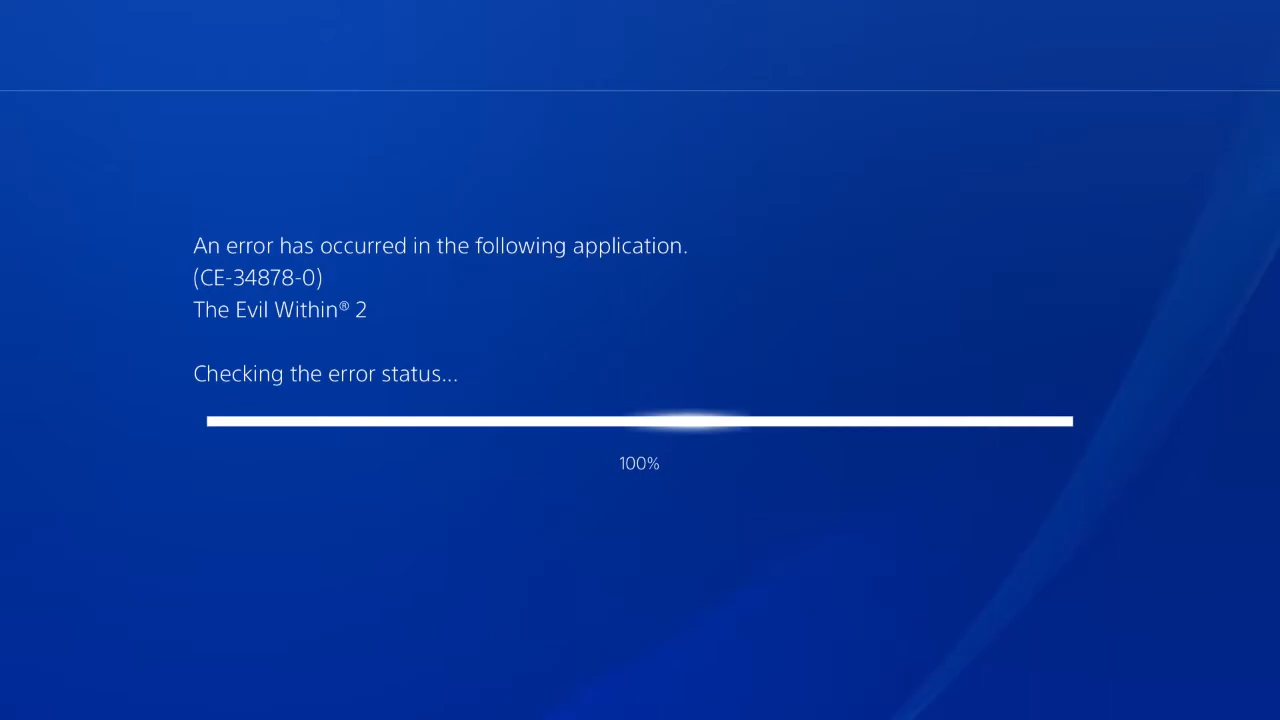 An error has occurred in the following application.
(CE-34878-0)
The Evil Within® 2
Checking the error status...
100%